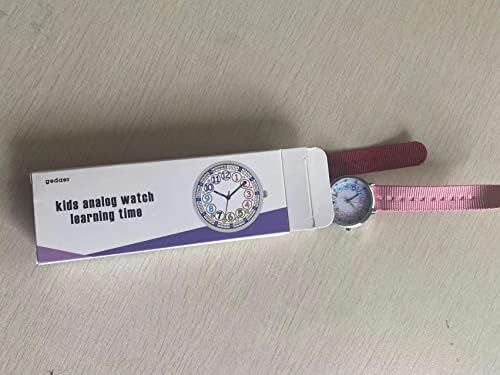 gedaer
kids analog watch
learning time